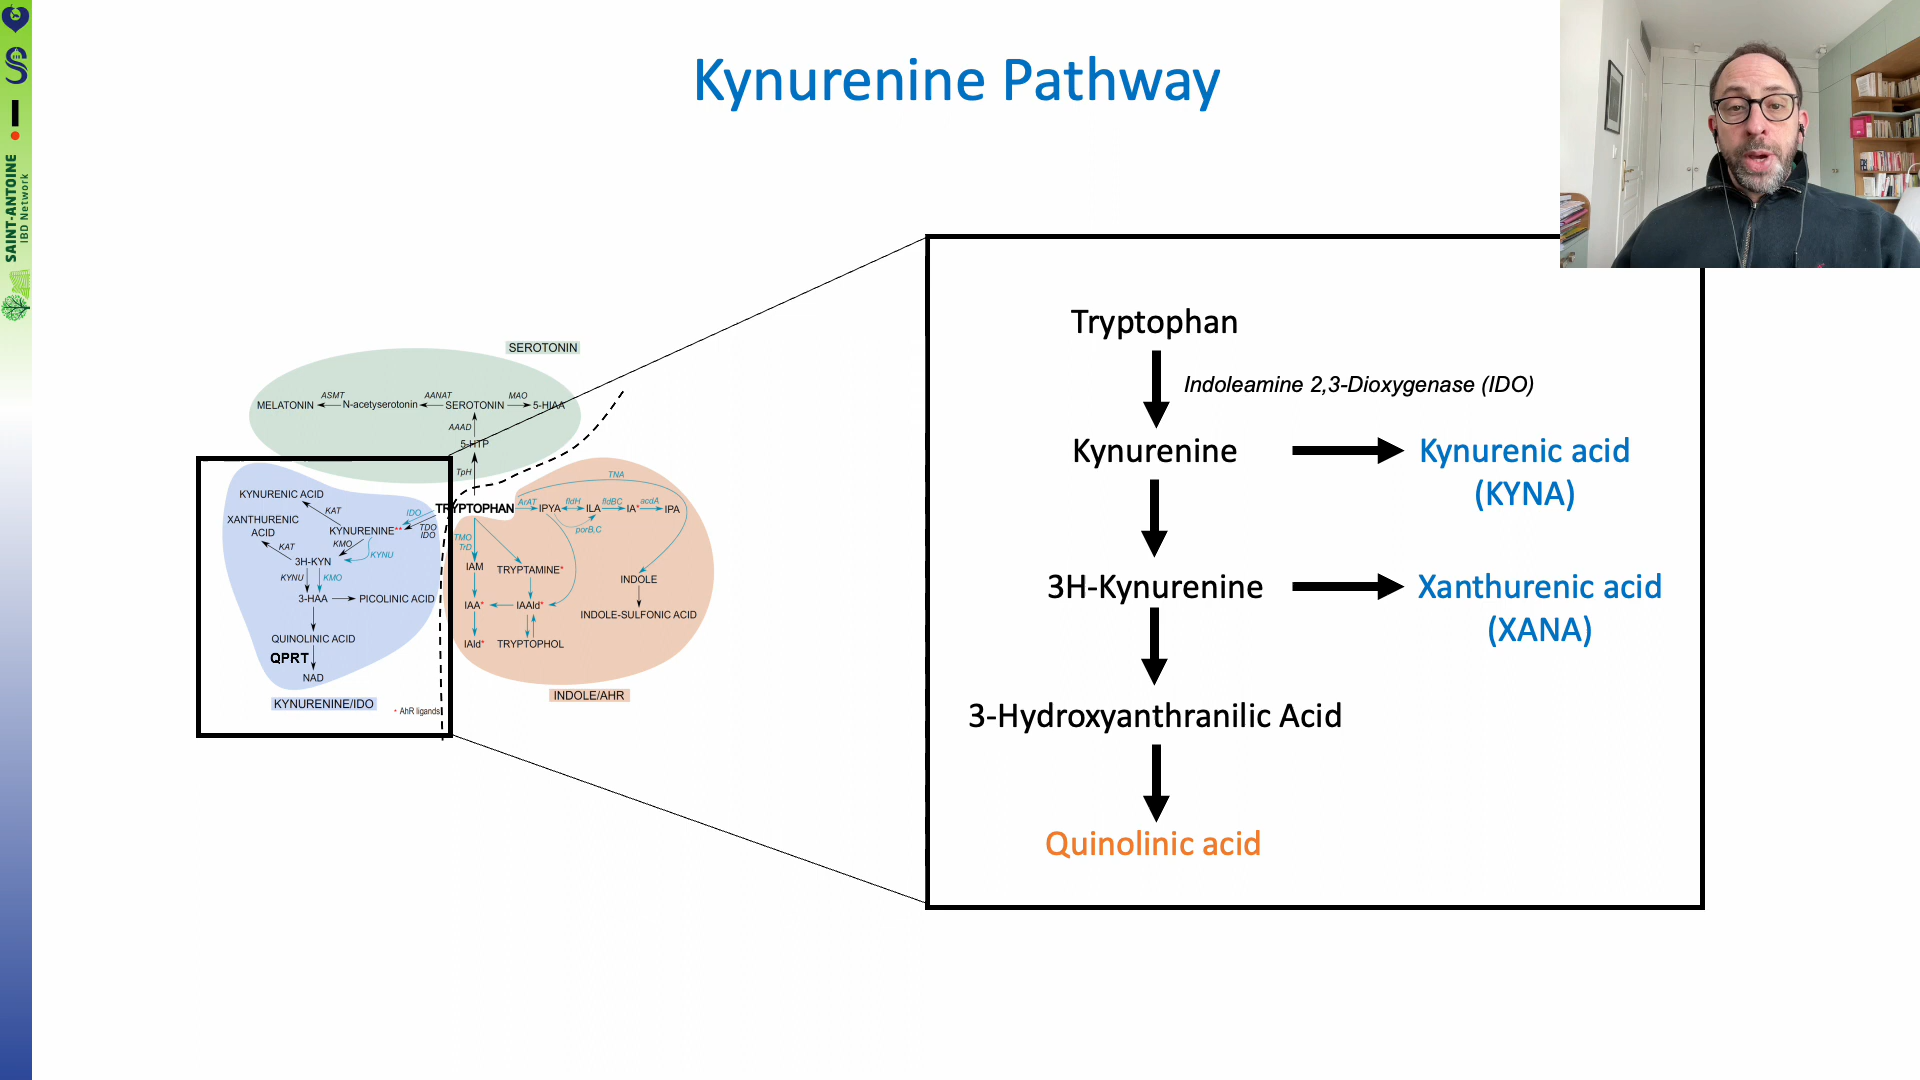 Kynurenine Pathway
SAINT-ANTOINE
IBD Network
SEROTONIN
MELATONIN
ASMT
N-acetyserotonin
AANAT
SEROTONIN
MAO
5-HIAA
AAAD
5-HTP
TpH
TRYPTOPHAN
KYNURENIC ACID
KAT
IDO
TDO
IDO
XANTHURENIC
ACID
KYNURENINE**
KAT
KMO
KYNU
3H-KYN
KYNU
KMO
3-HAA
PICOLINIC ACID
QUINOLINIC ACID
QPRT
NAD
KYNURENINE/IDO
* AhR ligands
TNA
ArAT
IPYA
fldH
ILA
fldBC
IA*
acdA
IPA
porB,C
TMO
TrD
IAM
TRYPTAMINE*
INDOLE
IAA*
IAAld*
INDOLE-SULFONIC ACID
IAld*
TRYPTOPHOL
INDOLE/AHR
Tryptophan
Indoleamine 2,3-Dioxygenase (IDO)
Kynurenine
Kynurenic acid
(KYNA)
3H-Kynurenine
Xanthurenic acid
(XANA)
3-Hydroxyanthranilic Acid
Quinolinic acid